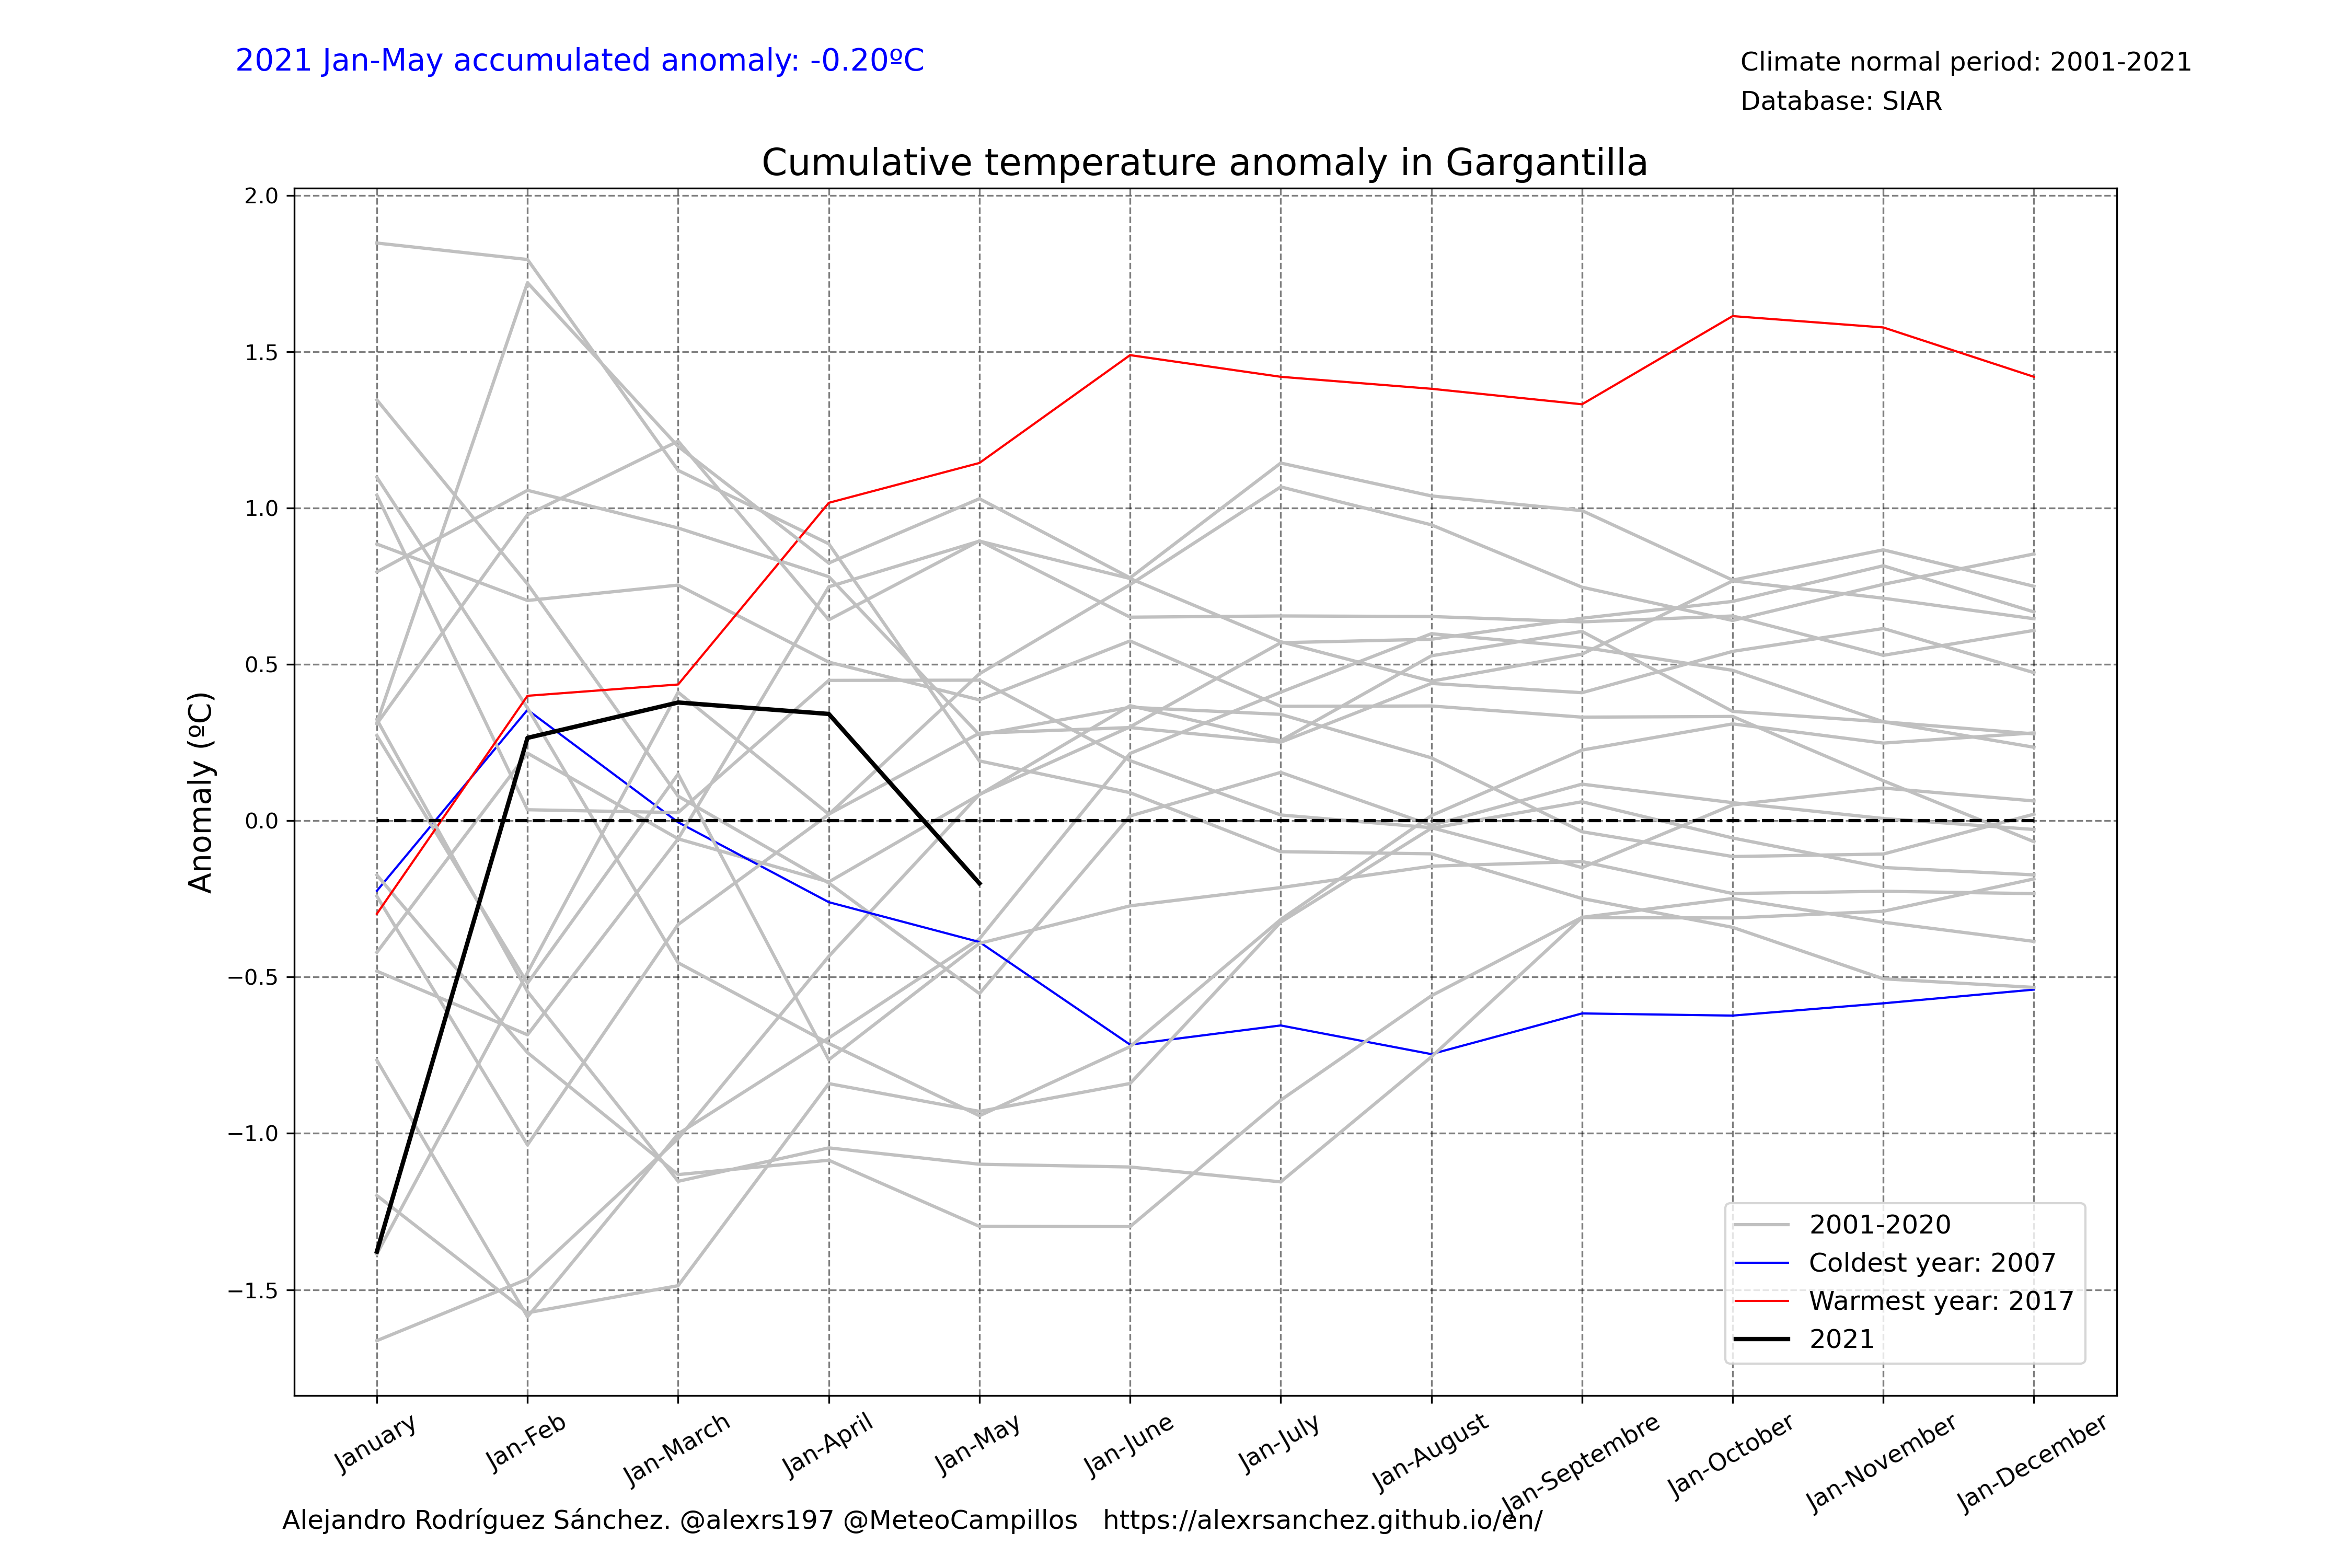 2021 Jan-May accumulated anomaly: -0.20ºC
Climate normal period: 2001-2021
Database: SIAR
Cumulative temperature anomaly in Gargantilla
Anomaly (ºC)
2.0
1.5
1.0
0.5
0.0
−0.5
−1.0
−1.5
2001-2020
Coldest year: 2007
Warmest year: 2017
2021
January
Jan-Feb
Jan-March
Jan-April
Jan-May
Jan-June
Jan-July
Jan-August
Jan-Septembre
Jan-October
Jan-November
Jan-December
Alejandro Rodríguez Sánchez. @alexrs197 @MeteoCampillos https://alexrsanchez.github.io/en/